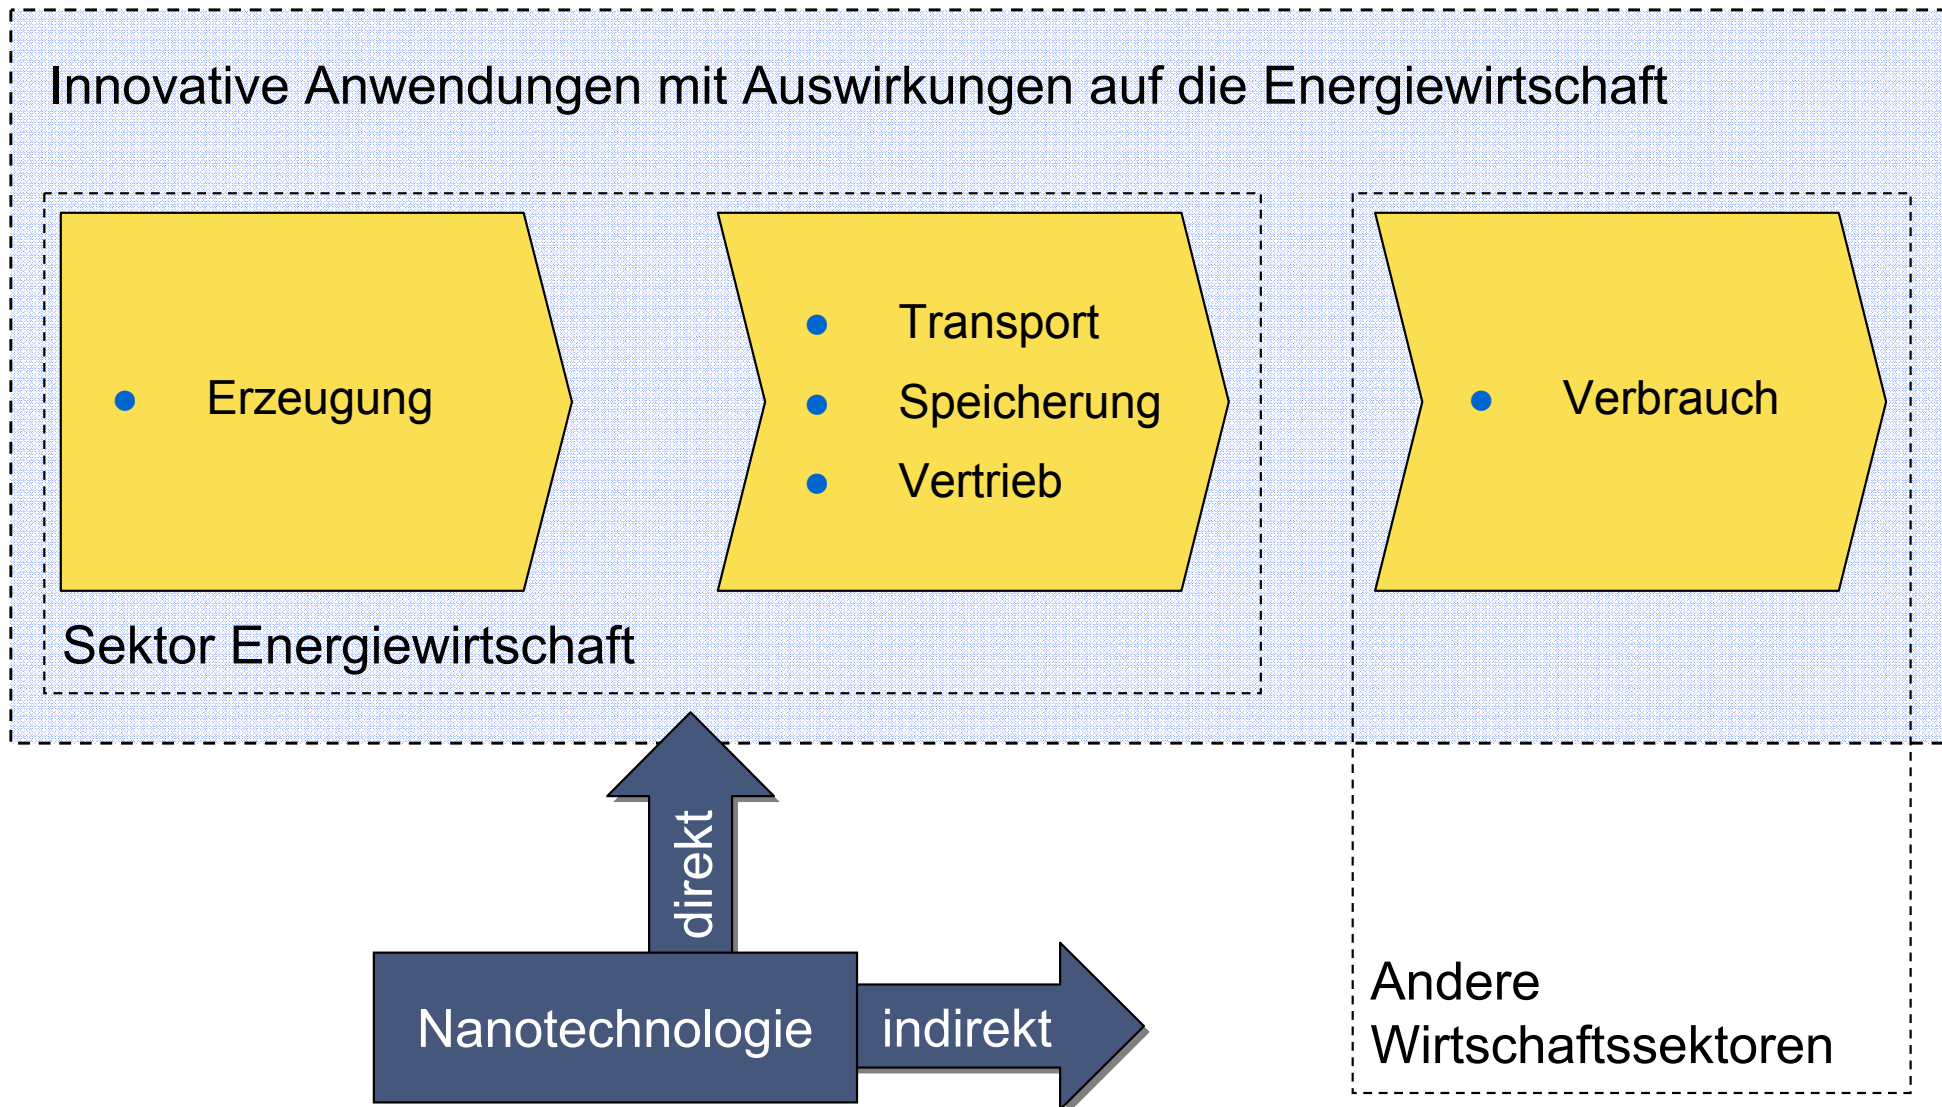 Innovative Anwendungen mit Auswirkungen auf die Energiewirtschaft
Erzeugung
Transport
Speicherung
Vertrieb
Verbrauch
Sektor Energiewirtschaft
direkt
Nanotechnologie
indirekt
Andere
Wirtschaftssektoren